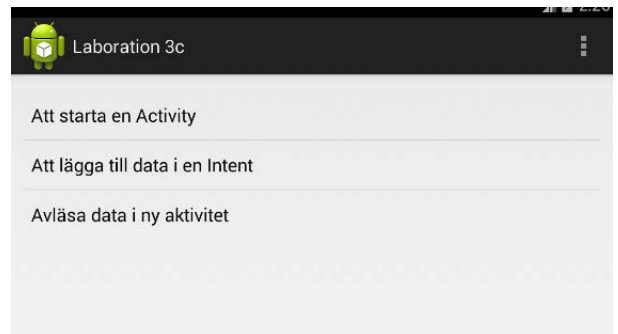 Laboration 3c
Att starta en Activity
Att lägga till data i en Intent
Avläsa data i ny aktivitet